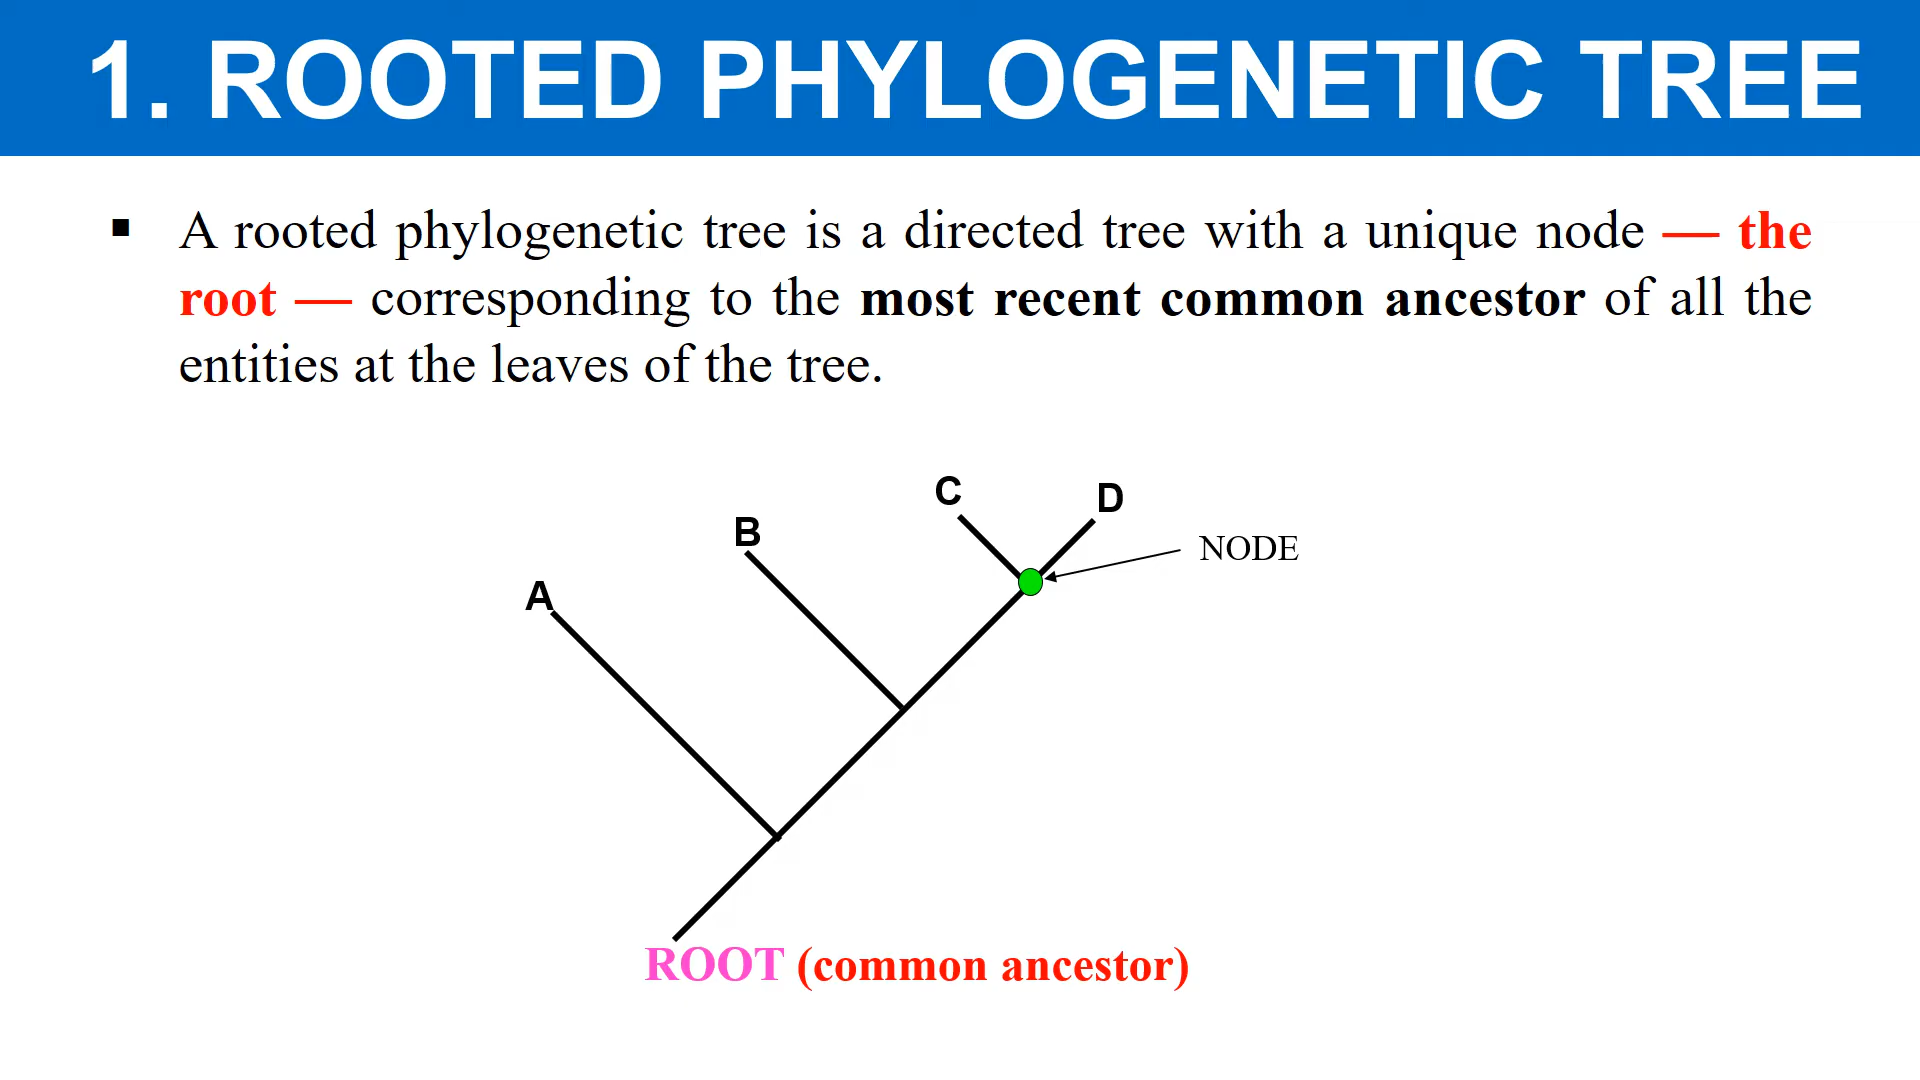 1. ROOTED PHYLOGENETIC TREE
▪ A rooted phylogenetic tree is a directed tree with a unique node — the
root — corresponding to the most recent common ancestor of all the
entities at the leaves of the tree.
C
D
B
NODE
A
ROOT (common ancestor)